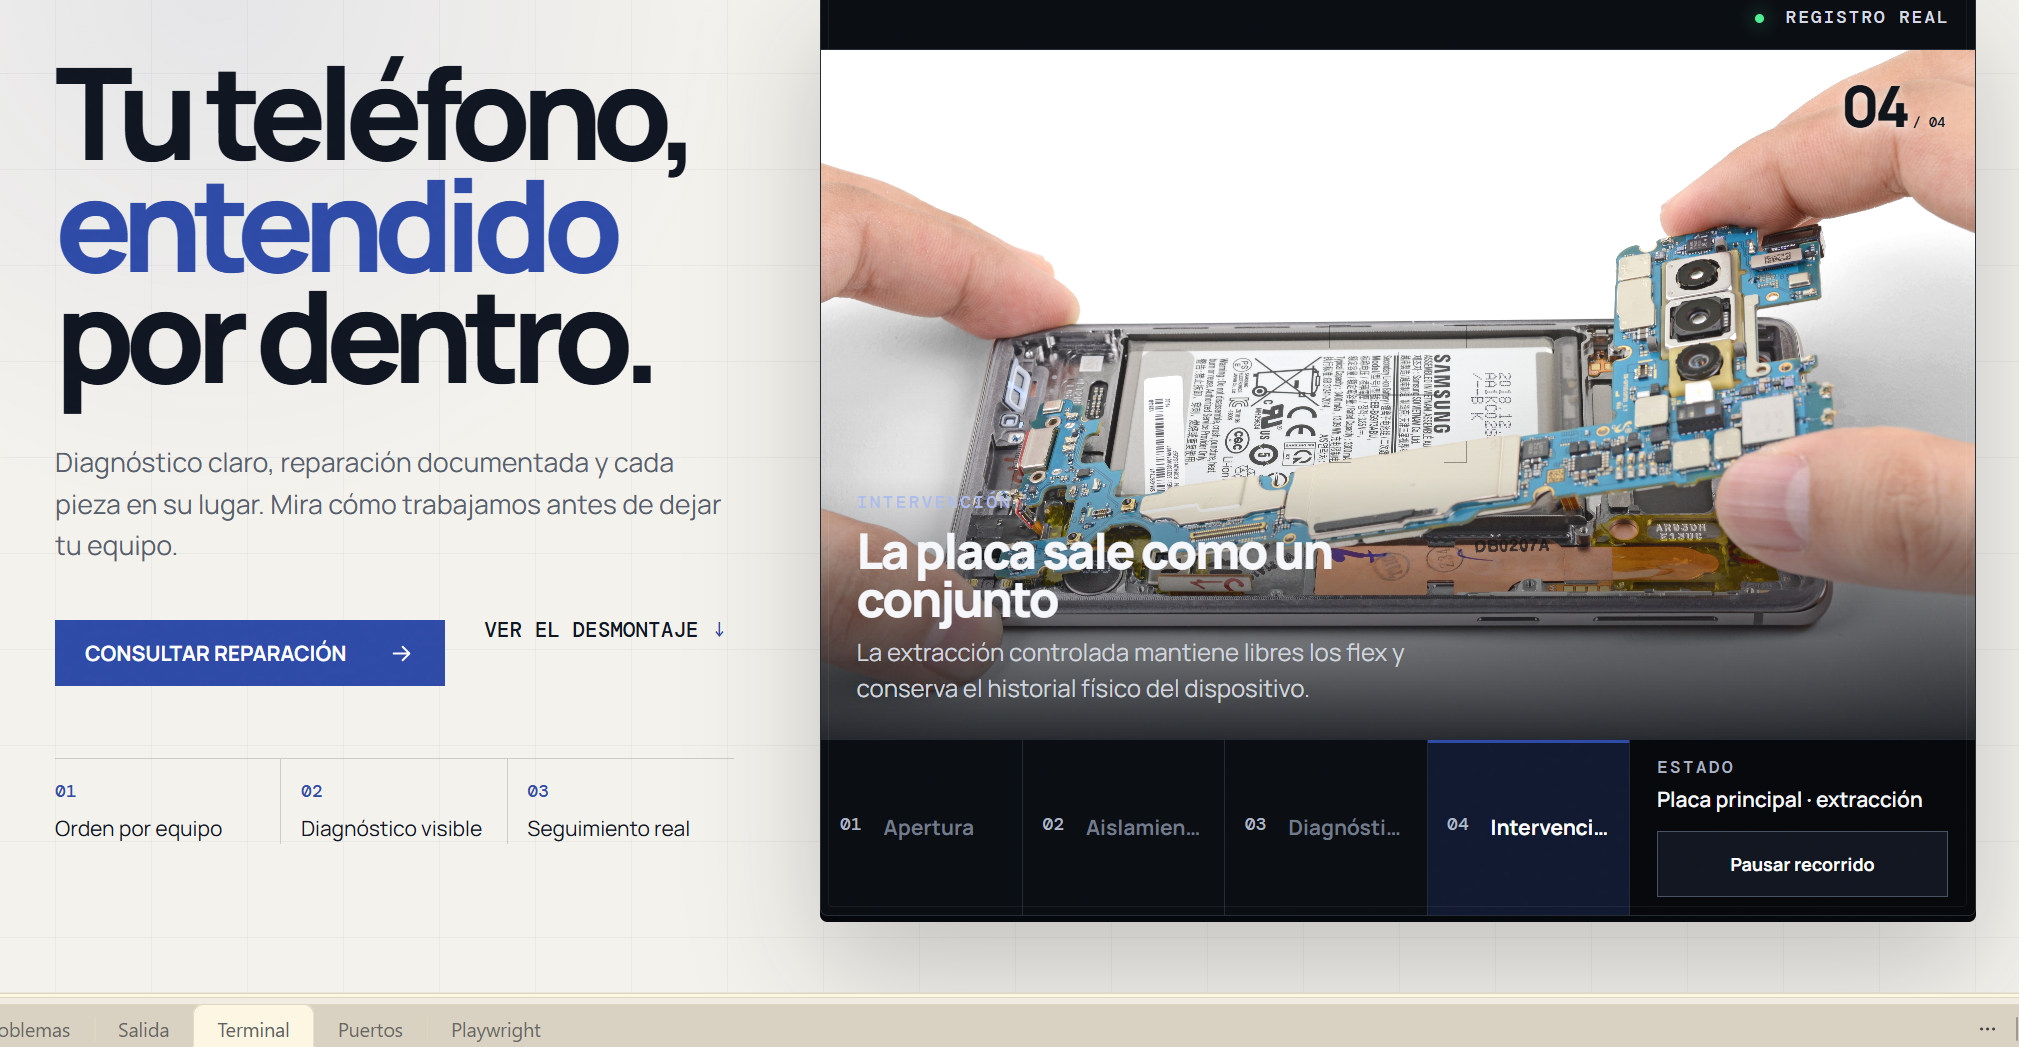 REGISTRO REAL
Tu teléfono,
entendido
por dentro.
Diagnóstico claro, reparación documentada y cada
pieza en su lugar. Mira cómo trabajamos antes de dejar
tu equipo.
CONSULTAR REPARACIÓN →
VER EL DESMONTAJE ↓
01
Orden por equipo
02
Diagnóstico visible
03
Seguimiento real
04 / 04
SAMSUNG
DB0207A
INTERVENCIÓN
La placa sale como un
conjunto
La extracción controlada mantiene libres los flex y
conserva el historial físico del dispositivo.
01 Apertura
02 Aislamien...
03 Diagnósti...
04 Intervenci...
ESTADO
Placa principal · extracción
Pausar recorrido
oblemas
Salida
Terminal
Puertos
Playwright